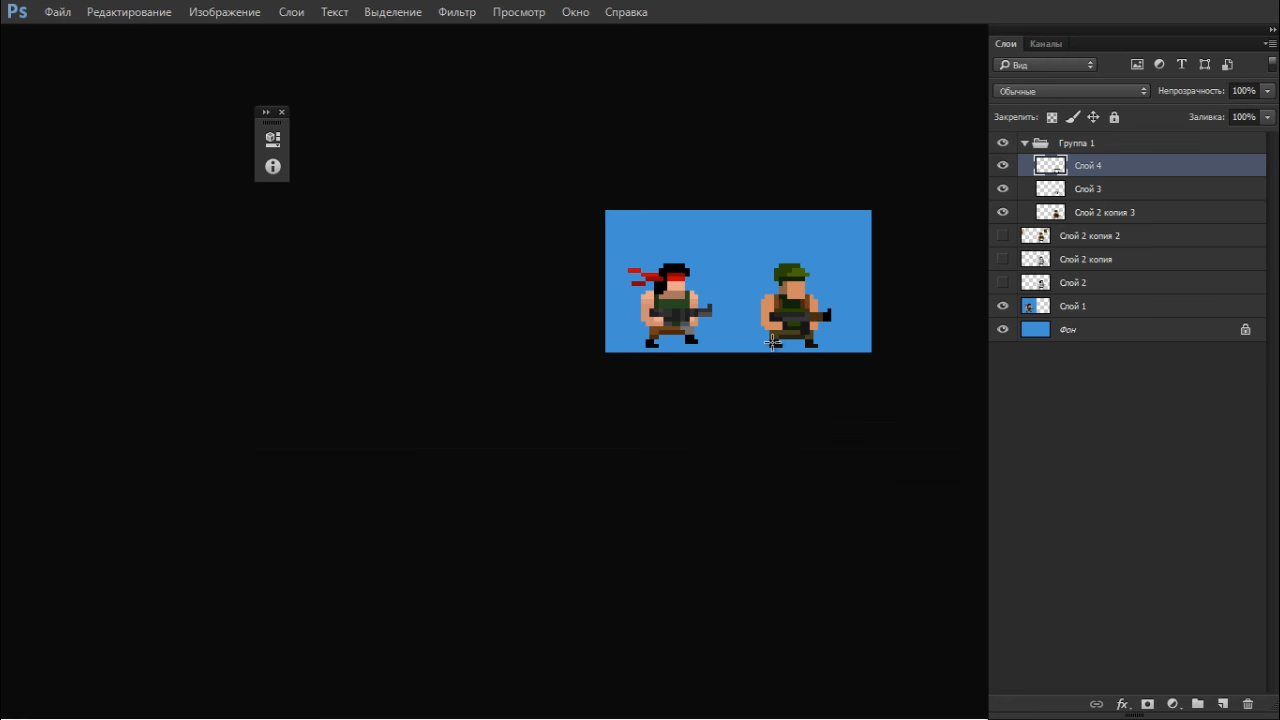 Ps Файл Редактирование Изображение Слои Текст Выделение Фильтр Просмотр Окно Справка
Слои Каналы
Вид
Обычные Непрозрачность: 100%
Закрепить: Заливка: 100%
Группа 1
Слой 4
Слой 3
Слой 2 копия 3
Слой 2 копия 2
Слой 2 копия
Слой 2
Слой 1
Фон
fx